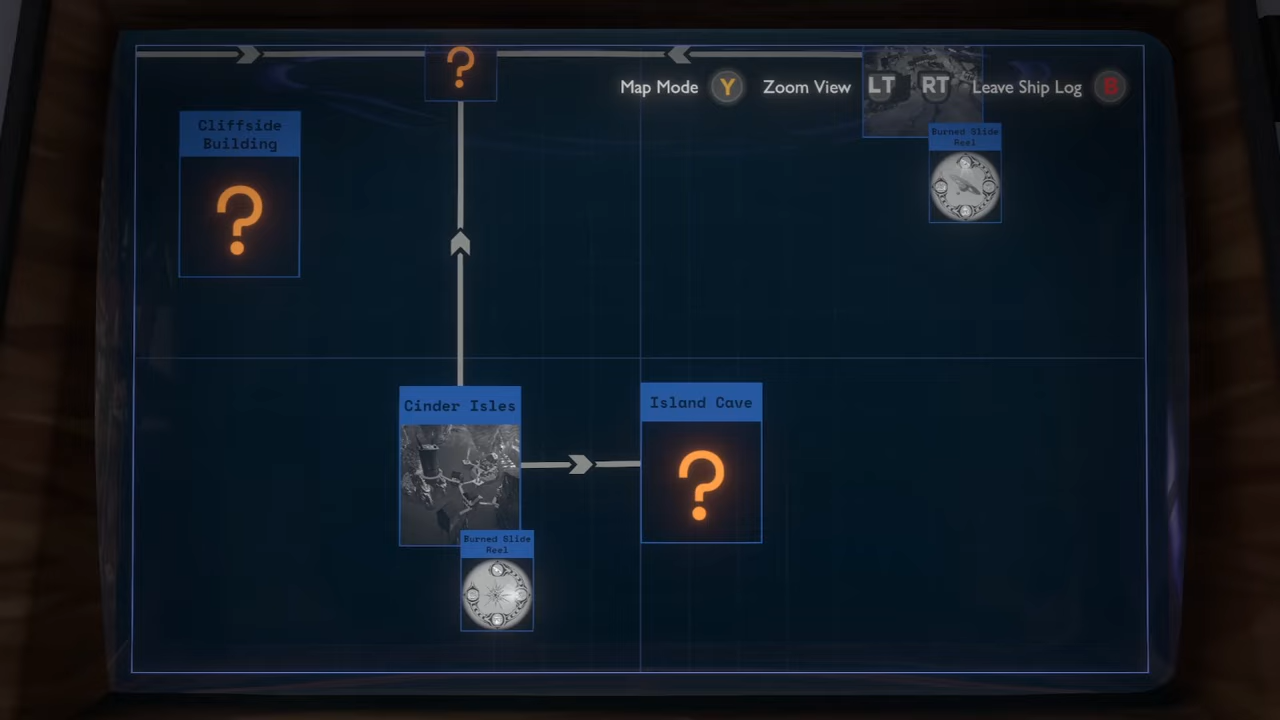 ?
Map Mode Y Zoom View LT RT Leave Ship Log B
Cliffside
Building
?
Burned Slide
Reel
Cinder Isles
Island Cave
?
Burned Slide
Reel